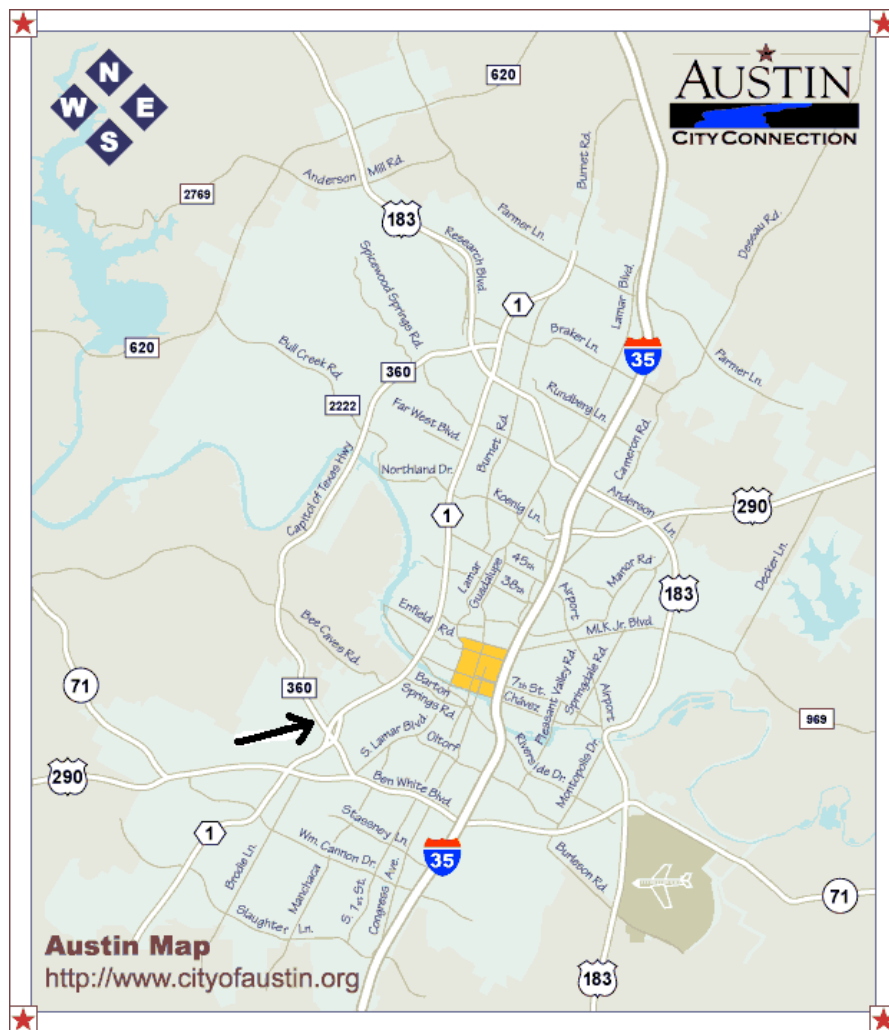 N
W E
S
AUSTIN
CITY CONNECTION
620
Anderson Mill Rd.
2769
183
Burnet Rd.
Parmer Ln.
Dessau Rd.
Research Blvd.
Spicewood Springs Rd.
1
Lamar Blvd.
620
Bull Creek Rd.
Braker Ln.
35
Parmer Ln.
360
2222
Rundberg Ln.
Far West Blvd.
Burnet Rd.
Cameron Rd.
Northland Dr.
Capitol of Texas Hwy
1
Koenig Ln.
Anderson Ln.
290
Lamar
Guadalupe
45th
38th
Airport
Manor Rd
Decker Ln.
183
Enfield Rd.
MLK Jr. Blvd.
Bee Caves Rd.
71
360
Barton Springs Rd.
7th St.
Chávez
Pleasant Valley Rd.
Springdale Rd.
Airport
969
S. Lamar Blvd.
Oltorf
Riverside Dr.
Montopolis Dr.
290
Ben White Blvd.
1
Stassney Ln.
Wm. Cannon Dr.
35
Brodie Ln.
Manchaca
S. 1st St.
Congress Ave.
Burleson Rd.
71
Slaughter Ln.
183
Austin Map
http://www.cityofaustin.org